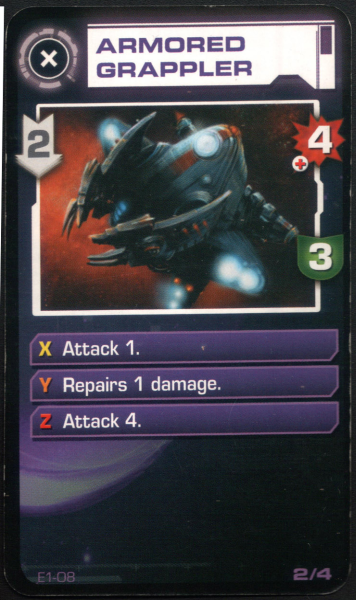 X
ARMORED
GRAPPLER
2
4
3
X Attack 1.
Y Repairs 1 damage.
Z Attack 4.
E1-08
2/4